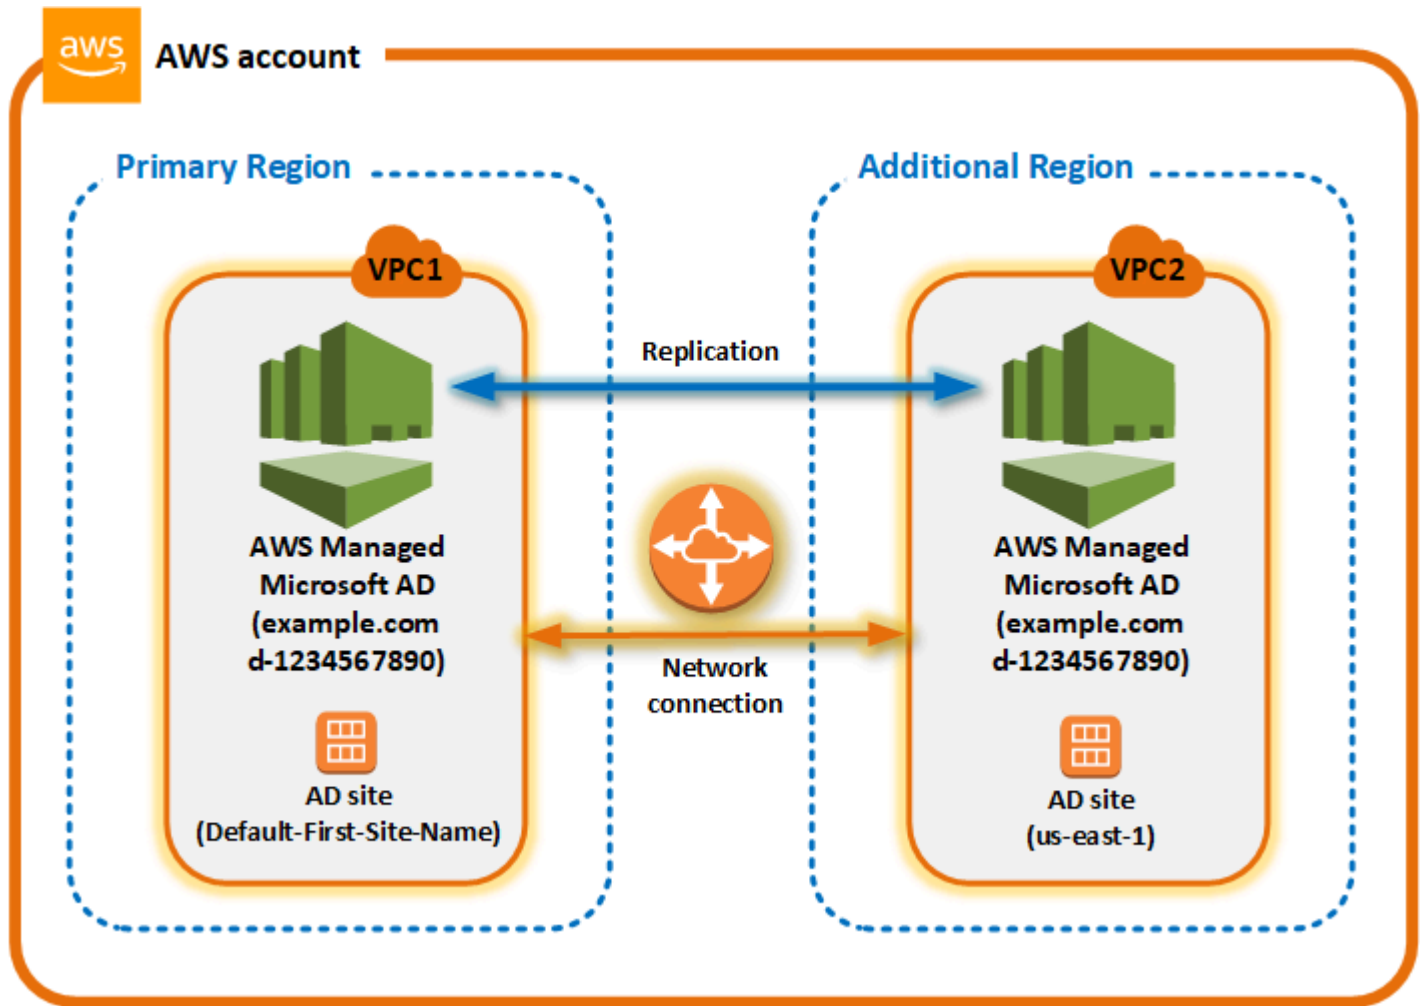 aws
AWS account
Primary Region
Additional Region
VPC1
VPC2
Replication
AWS Managed
Microsoft AD
(example.com
d-1234567890)
AWS Managed
Microsoft AD
(example.com
d-1234567890)
Network
connection
AD site
(Default-First-Site-Name)
AD site
(us-east-1)